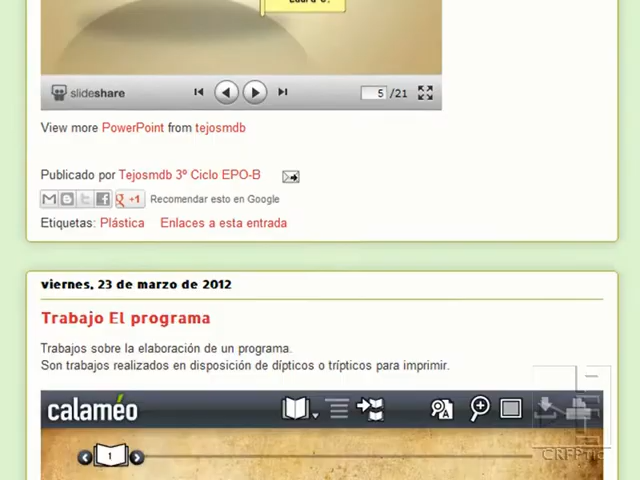 slideshare
5 /21
View more PowerPoint from tejosmdb
Publicado por Tejosmdb 3º Ciclo EPO-B
+1 Recomendar esto en Google
Etiquetas: Plástica Enlaces a esta entrada
viernes, 23 de marzo de 2012
Trabajo El programa
Trabajos sobre la elaboración de un programa.
Son trabajos realizados en disposición de dípticos o trípticos para imprimir.
calaméo
1
CRFPTIC